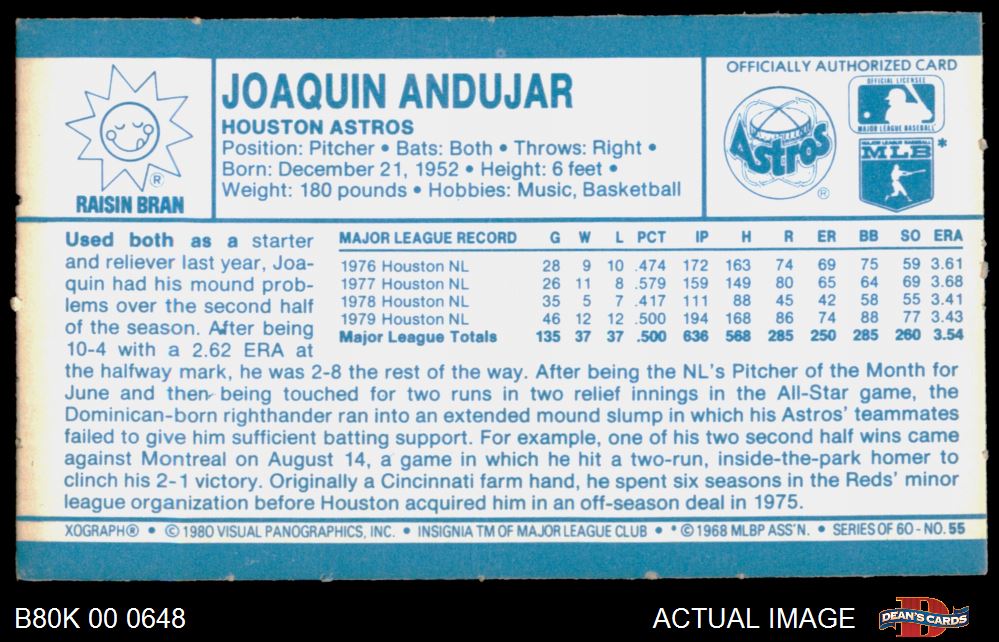 RAISIN BRAN
®
JOAQUIN ANDUJAR
HOUSTON ASTROS
Position: Pitcher • Bats: Both • Throws: Right •
Born: December 21, 1952 • Height: 6 feet •
Weight: 180 pounds • Hobbies: Music, Basketball
OFFICIALLY AUTHORIZED CARD
Astros
®
OFFICIAL LICENSEE
MAJOR LEAGUE BASEBALL
MAJOR LEAGUE BASEBALL
MLB *
Used both as a starter
and reliever last year, Joa-
quin had his mound prob-
lems over the second half
of the season. After being
10-4 with a 2.62 ERA at
the halfway mark, he was 2-8 the rest of the way. After being the NL's Pitcher of the Month for
June and then being touched for two runs in two relief innings in the All-Star game, the
Dominican-born righthander ran into an extended mound slump in which his Astros' teammates
failed to give him sufficient batting support. For example, one of his two second half wins came
against Montreal on August 14, a game in which he hit a two-run, inside-the-park homer to
clinch his 2-1 victory. Originally a Cincinnati farm hand, he spent six seasons in the Reds' minor
league organization before Houston acquired him in an off-season deal in 1975.
MAJOR LEAGUE RECORD G W L PCT IP H R ER BB SO ERA
1976 Houston NL 28 9 10 .474 172 163 74 69 75 59 3.61
1977 Houston NL 26 11 8 .579 159 149 80 65 64 69 3.68
1978 Houston NL 35 5 7 .417 111 88 45 42 58 55 3.41
1979 Houston NL 46 12 12 .500 194 168 86 74 88 77 3.43
Major League Totals 135 37 37 .500 636 568 285 250 285 260 3.54
XOGRAPH® • © 1980 VISUAL PANOGRAPHICS, INC. • INSIGNIA TM OF MAJOR LEAGUE CLUB • * © 1968 MLBP ASS'N. • SERIES OF 60 - NO. 55
B80K 00 0648
ACTUAL IMAGE
DEAN'S CARDS